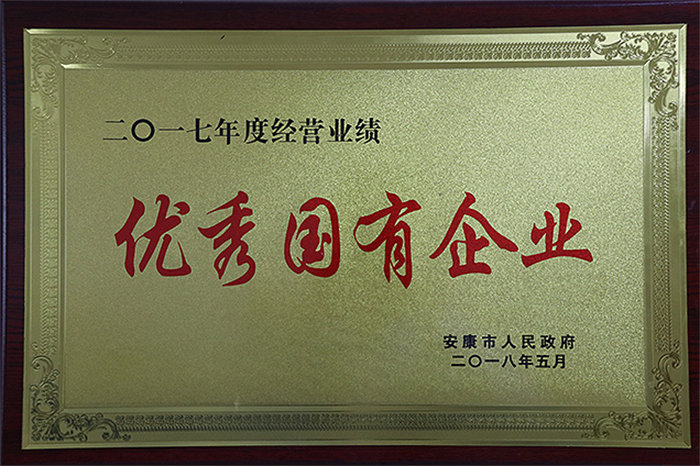 二〇一七年度经营业绩
优秀国有企业
安康市人民政府
二〇一八年五月